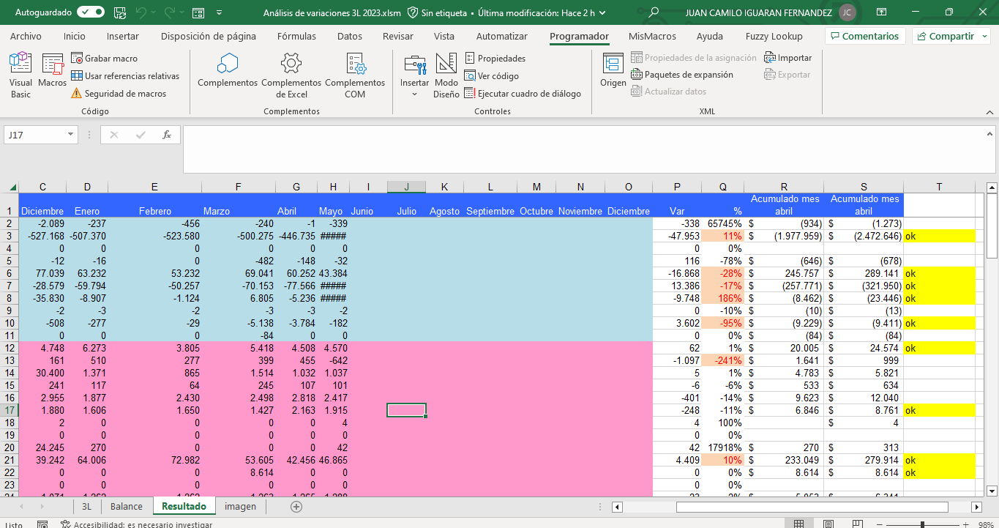 Autoguardado Análisis de variaciones 3L 2023.xlsm Sin etiqueta • Última modificación: Hace 2 h JUAN CAMILO IGUARAN FERNANDEZ JC
Archivo Inicio Insertar Disposición de página Fórmulas Datos Revisar Vista Automatizar Programador MisMacros Ayuda Fuzzy Lookup Comentarios Compartir
Visual Basic
Macros
Grabar macro
Usar referencias relativas
Seguridad de macros
Código
Complementos
Complementos de Excel
Complementos COM
Complementos
Insertar
Modo Diseño
Propiedades
Ver código
Ejecutar cuadro de diálogo
Controles
Origen
Propiedades de la asignación
Paquetes de expansión
Actualizar datos
Importar
Exportar
XML
J17 fx
C D E F G H I J K L M N O P Q R S T
1 Diciembre Enero Febrero Marzo Abril Mayo Junio Julio Agosto Septiembre Octubre Noviembre Diciembre Var % Acumulado mes abril Acumulado mes abril
2 -2.089 -237 -456 -240 -1 -339 -338 65745% $ (934) $ (1.273)
3 -527.168 -507.370 -523.580 -500.275 -446.735 ##### -47.953 11% $ (1.977.959) $ (2.472.646) ok
4 0 0 0 0 0 0 0 0%
5 -12 -16 0 -482 -148 -32 116 -78% $ (646) $ (678)
6 77.039 63.232 53.232 69.041 60.252 43.384 -16.868 -28% $ 245.757 $ 289.141 ok
7 -28.579 -59.794 -50.257 -70.153 -77.566 ##### 13.386 -17% $ (257.771) $ (321.950) ok
8 -35.830 -8.907 -1.124 6.805 -5.236 ##### -9.748 186% $ (8.462) $ (23.446) ok
9 -2 -3 -2 -3 -3 -2 0 -10% $ (10) $ (13)
10 -508 -277 -29 -5.138 -3.784 -182 3.602 -95% $ (9.229) $ (9.411) ok
11 0 0 0 -84 0 0 0 0% $ (84) $ (84)
12 4.748 6.273 3.805 5.418 4.508 4.570 62 1% $ 20.005 $ 24.574 ok
13 161 510 277 399 455 -642 -1.097 -241% $ 1.641 $ 999
14 30.400 1.371 865 1.514 1.032 1.037 5 1% $ 4.783 $ 5.821
15 241 117 64 245 107 101 -6 -6% $ 533 $ 634
16 2.955 1.877 2.430 2.498 2.818 2.417 -401 -14% $ 9.623 $ 12.040
17 1.880 1.606 1.650 1.427 2.163 1.915 -248 -11% $ 6.846 $ 8.761 ok
18 2 0 0 0 0 4 4 100% $ 4
19 0 0 0 0 0 0 0 0%
20 24.245 270 0 0 0 42 42 17918% $ 270 $ 313
21 39.242 64.006 72.982 53.605 42.456 46.865 4.409 10% $ 233.049 $ 279.914 ok
22 0 0 0 8.614 0 0 0 0% $ 8.614 $ 8.614 ok
23 0 0 0 0 0 0 0 0%
3L Balance Resultado imagen
Listo Accesibilidad: es necesario investigar 98%